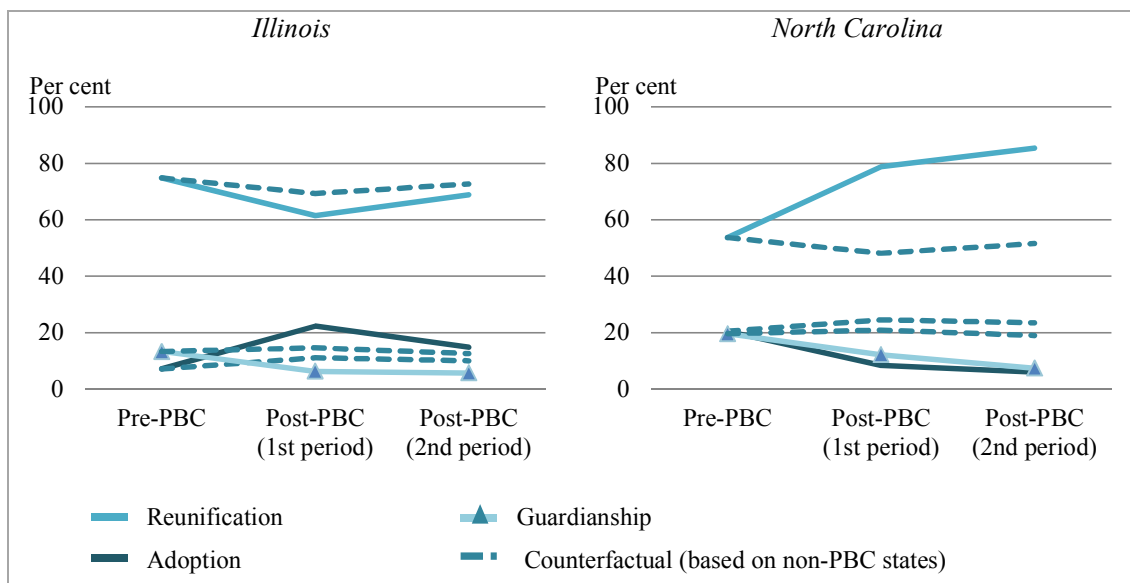 Illinois
Per cent
100
80
60
40
20
0
Pre-PBC
Post-PBC
(1st period)
Post-PBC
(2nd period)
North Carolina
Per cent
100
80
60
40
20
0
Pre-PBC
Post-PBC
(1st period)
Post-PBC
(2nd period)
Reunification
Guardianship
Adoption
Counterfactual (based on non-PBC states)